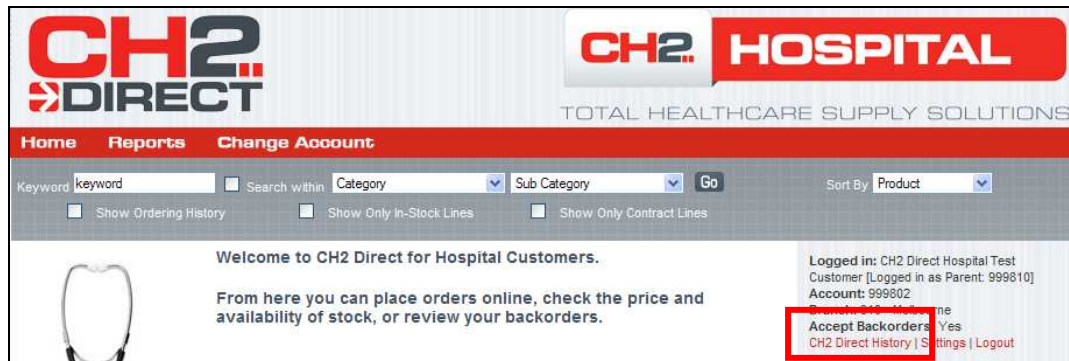 CH2 DIRECT
CH2 HOSPITAL
TOTAL HEALTHCARE SUPPLY SOLUTIONS
Home Reports Change Account
Keyword keyword Search within Category Sub Category Go Sort By Product
Show Ordering History Show Only In-Stock Lines Show Only Contract Lines
Welcome to CH2 Direct for Hospital Customers.
From here you can place orders online, check the price and
availability of stock, or review your backorders.
Logged in: CH2 Direct Hospital Test
Customer [Logged in as Parent: 999810]
Account: 999802
Accept Backorders: Yes
CH2 Direct History | Settings | Logout